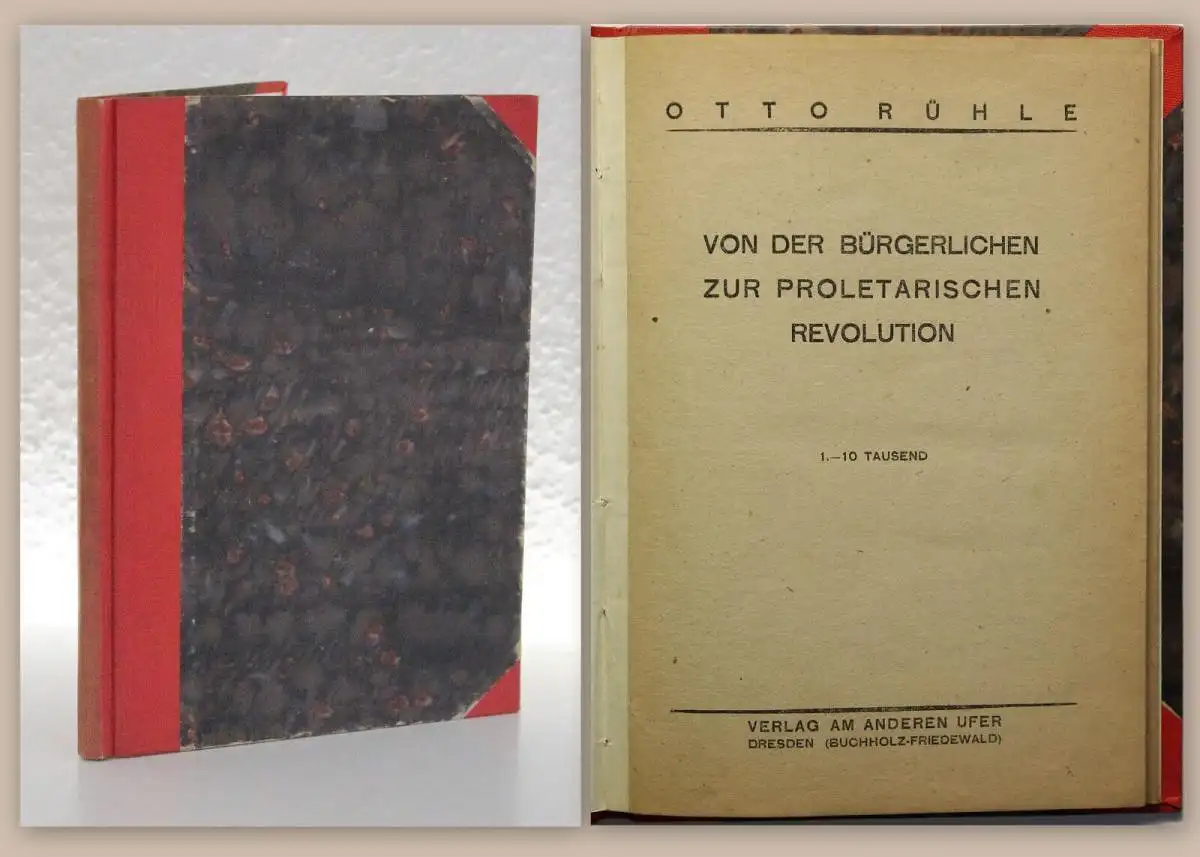 OTTO RÜHLE
VON DER BÜRGERLICHEN
ZUR PROLETARISCHEN
REVOLUTION
1.—10 TAUSEND
VERLAG AM ANDEREN UFER
DRESDEN (BUCHHOLZ-FRIEDEWALD)